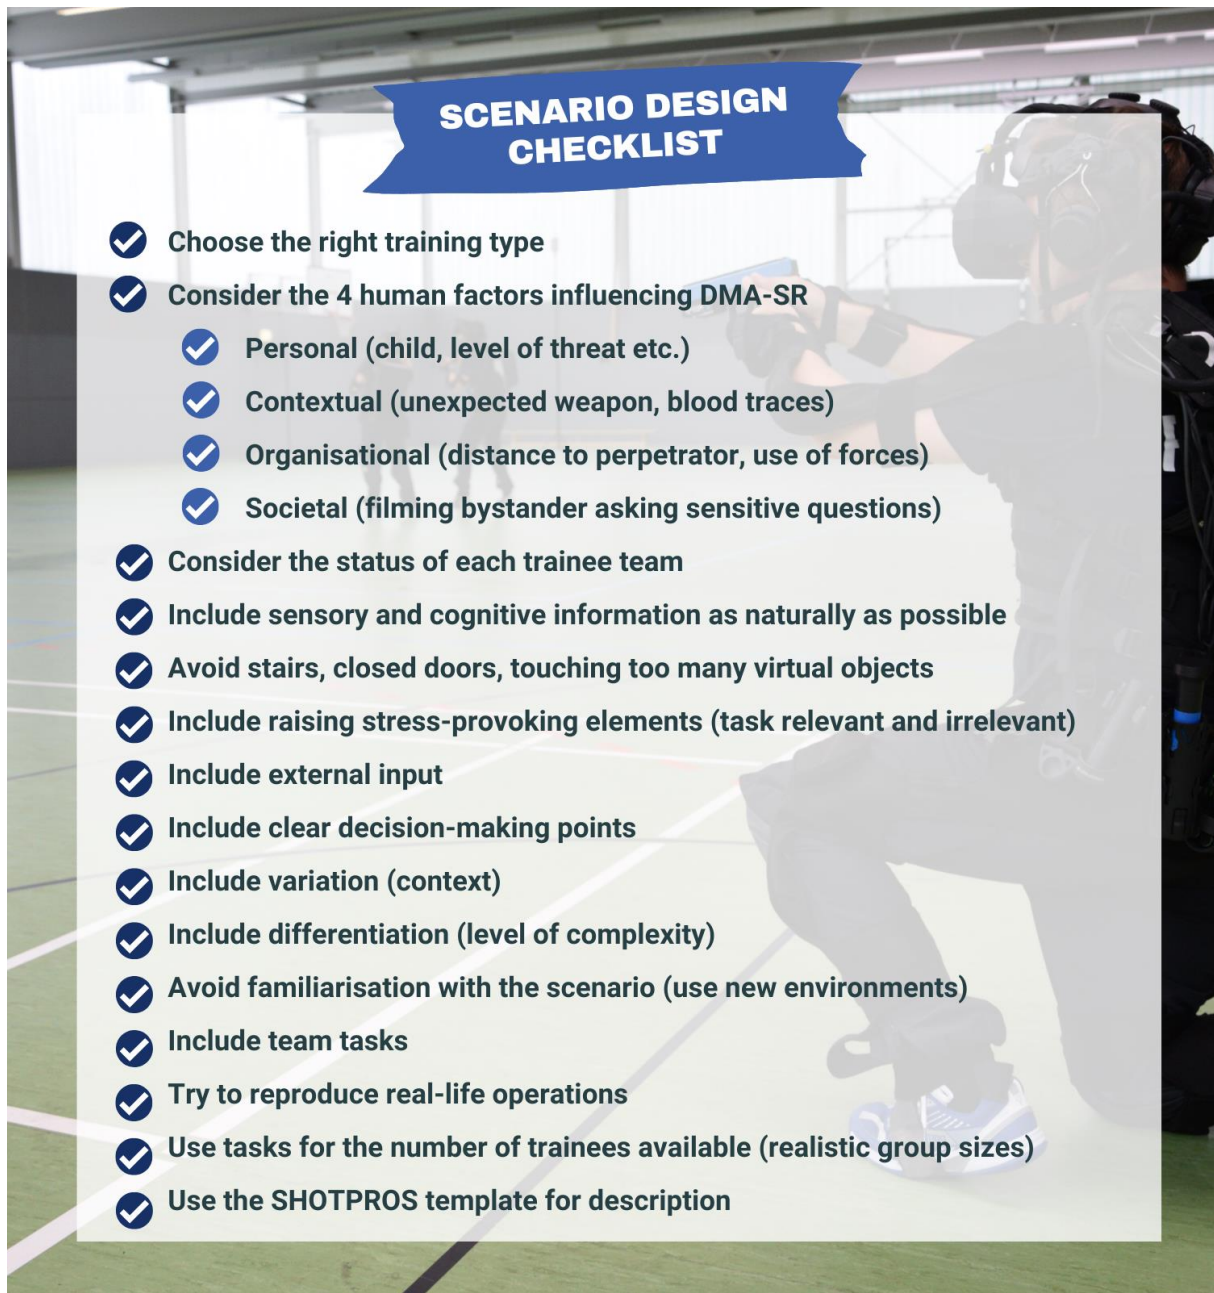 SCENARIO DESIGN
CHECKLIST
Choose the right training type
Consider the 4 human factors influencing DMA-SR
Personal (child, level of threat etc.)
Contextual (unexpected weapon, blood traces)
Organisational (distance to perpetrator, use of forces)
Societal (filming bystander asking sensitive questions)
Consider the status of each trainee team
Include sensory and cognitive information as naturally as possible
Avoid stairs, closed doors, touching too many virtual objects
Include raising stress-provoking elements (task relevant and irrelevant)
Include external input
Include clear decision-making points
Include variation (context)
Include differentiation (level of complexity)
Avoid familiarisation with the scenario (use new environments)
Include team tasks
Try to reproduce real-life operations
Use tasks for the number of trainees available (realistic group sizes)
Use the SHOTPROS template for description